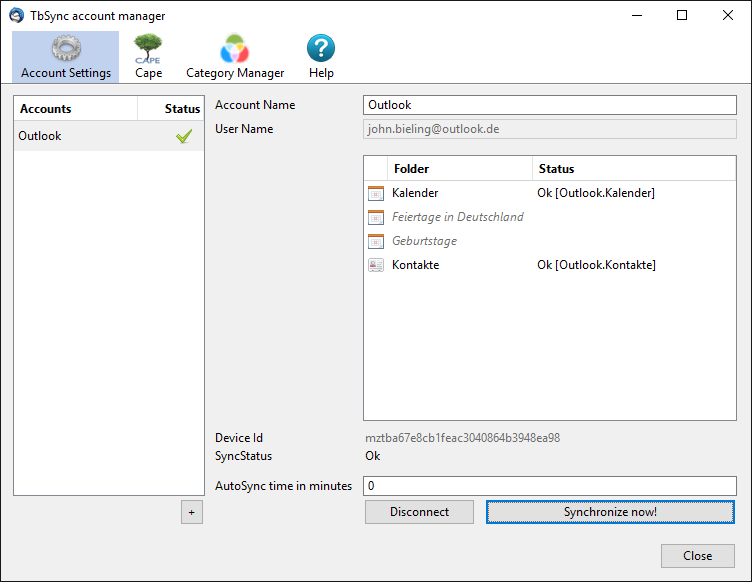 TbSync account manager
CAPE
?
Account Settings Cape Category Manager Help
Accounts Status
Outlook
Account Name Outlook
User Name john.bieling@outlook.de
Folder Status
Kalender Ok [Outlook.Kalender]
Feiertage in Deutschland
Geburtstage
Kontakte Ok [Outlook.Kontakte]
Device Id mztba67e8cb1feac3040864b3948ea98
SyncStatus Ok
AutoSync time in minutes 0
+ Disconnect Synchronize now!
Close